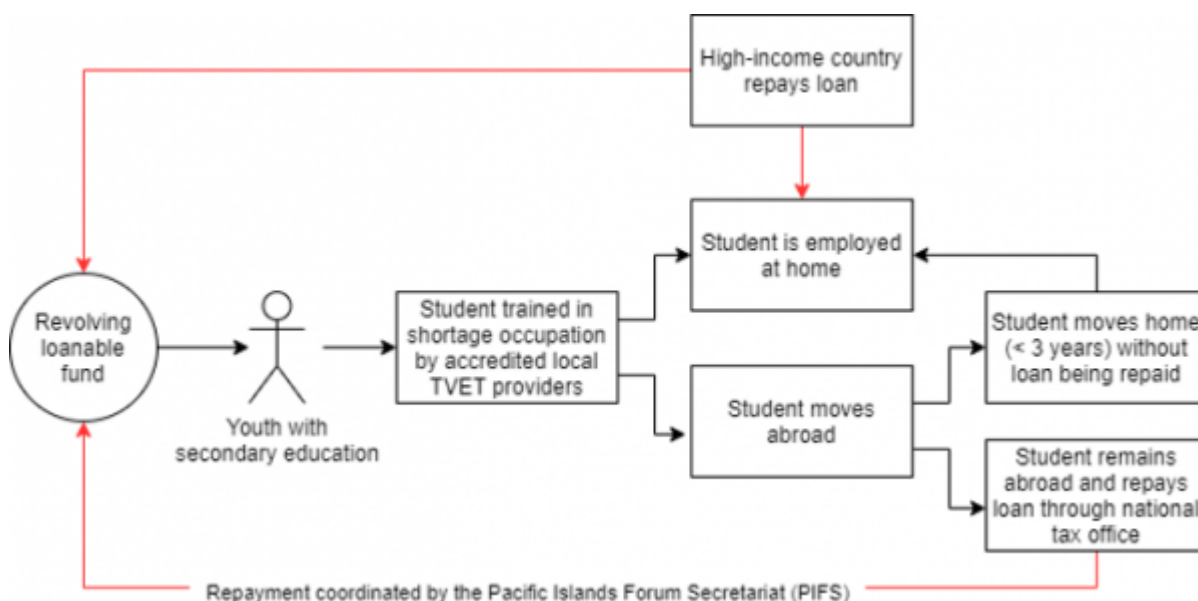 High-income country
repays loan
Student is employed
at home
Revolving
loanable
fund
Youth with
secondary education
Student trained in
shortage occupation
by accredited local
TVET providers
Student moves
abroad
Student moves home
(< 3 years) without
loan being repaid
Student remains
abroad and repays
loan through national
tax office
Repayment coordinated by the Pacific Islands Forum Secretariat (PIFS)